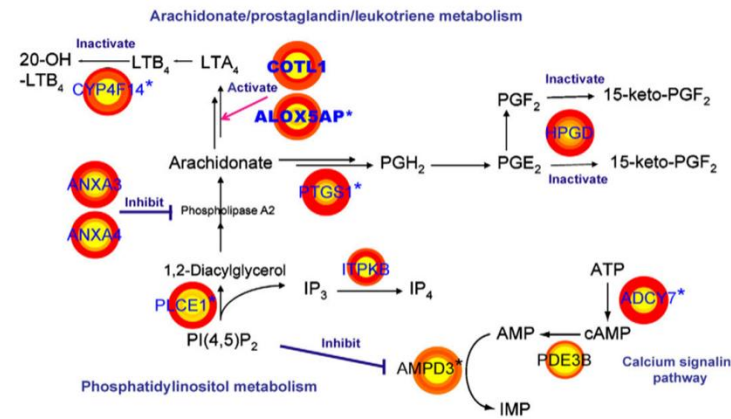 Arachidonate/prostaglandin/leukotriene metabolism
Inactivate
20-OH
-LTB4
LTB4
LTA4
COTL1
CYP4F14*
Activate
ALOX5AP*
PGF2
Inactivate
15-keto-PGF2
HPGD
Arachidonate
PGH2
PGE2
15-keto-PGF2
Inactivate
PTGS1*
ANXA3
Inhibit
Phospholipase A2
ANXA4
1,2-Diacylglycerol
ITPKB
IP3
IP4
PLCE1*
PI(4,5)P2
ATP
ADCY7*
AMP
cAMP
Inhibit
PDE3B
AMPD3*
Calcium signalin
pathway
Phosphatidylinositol metabolism
IMP